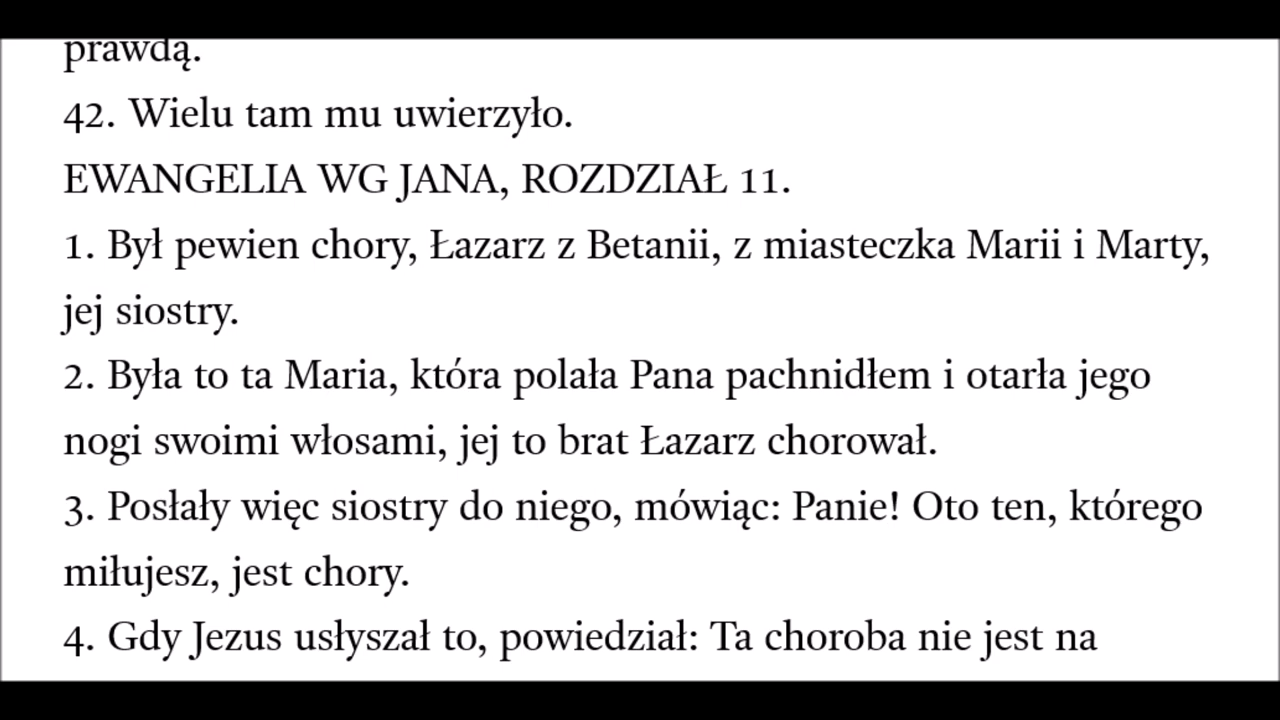 prawdą.
42. Wielu tam mu uwierzyło.
EWANGELIA WG JANA, ROZDZIAŁ 11.
1. Był pewien chory, Łazarz z Betanii, z miasteczka Marii i Marty,
jej siostry.
2. Była to ta Maria, która polała Pana pachnidłem i otarła jego
nogi swoimi włosami, jej to brat Łazarz chorował.
3. Posłały więc siostry do niego, mówiąc: Panie! Oto ten, którego
miłujesz, jest chory.
4. Gdy Jezus usłyszał to, powiedział: Ta choroba nie jest na